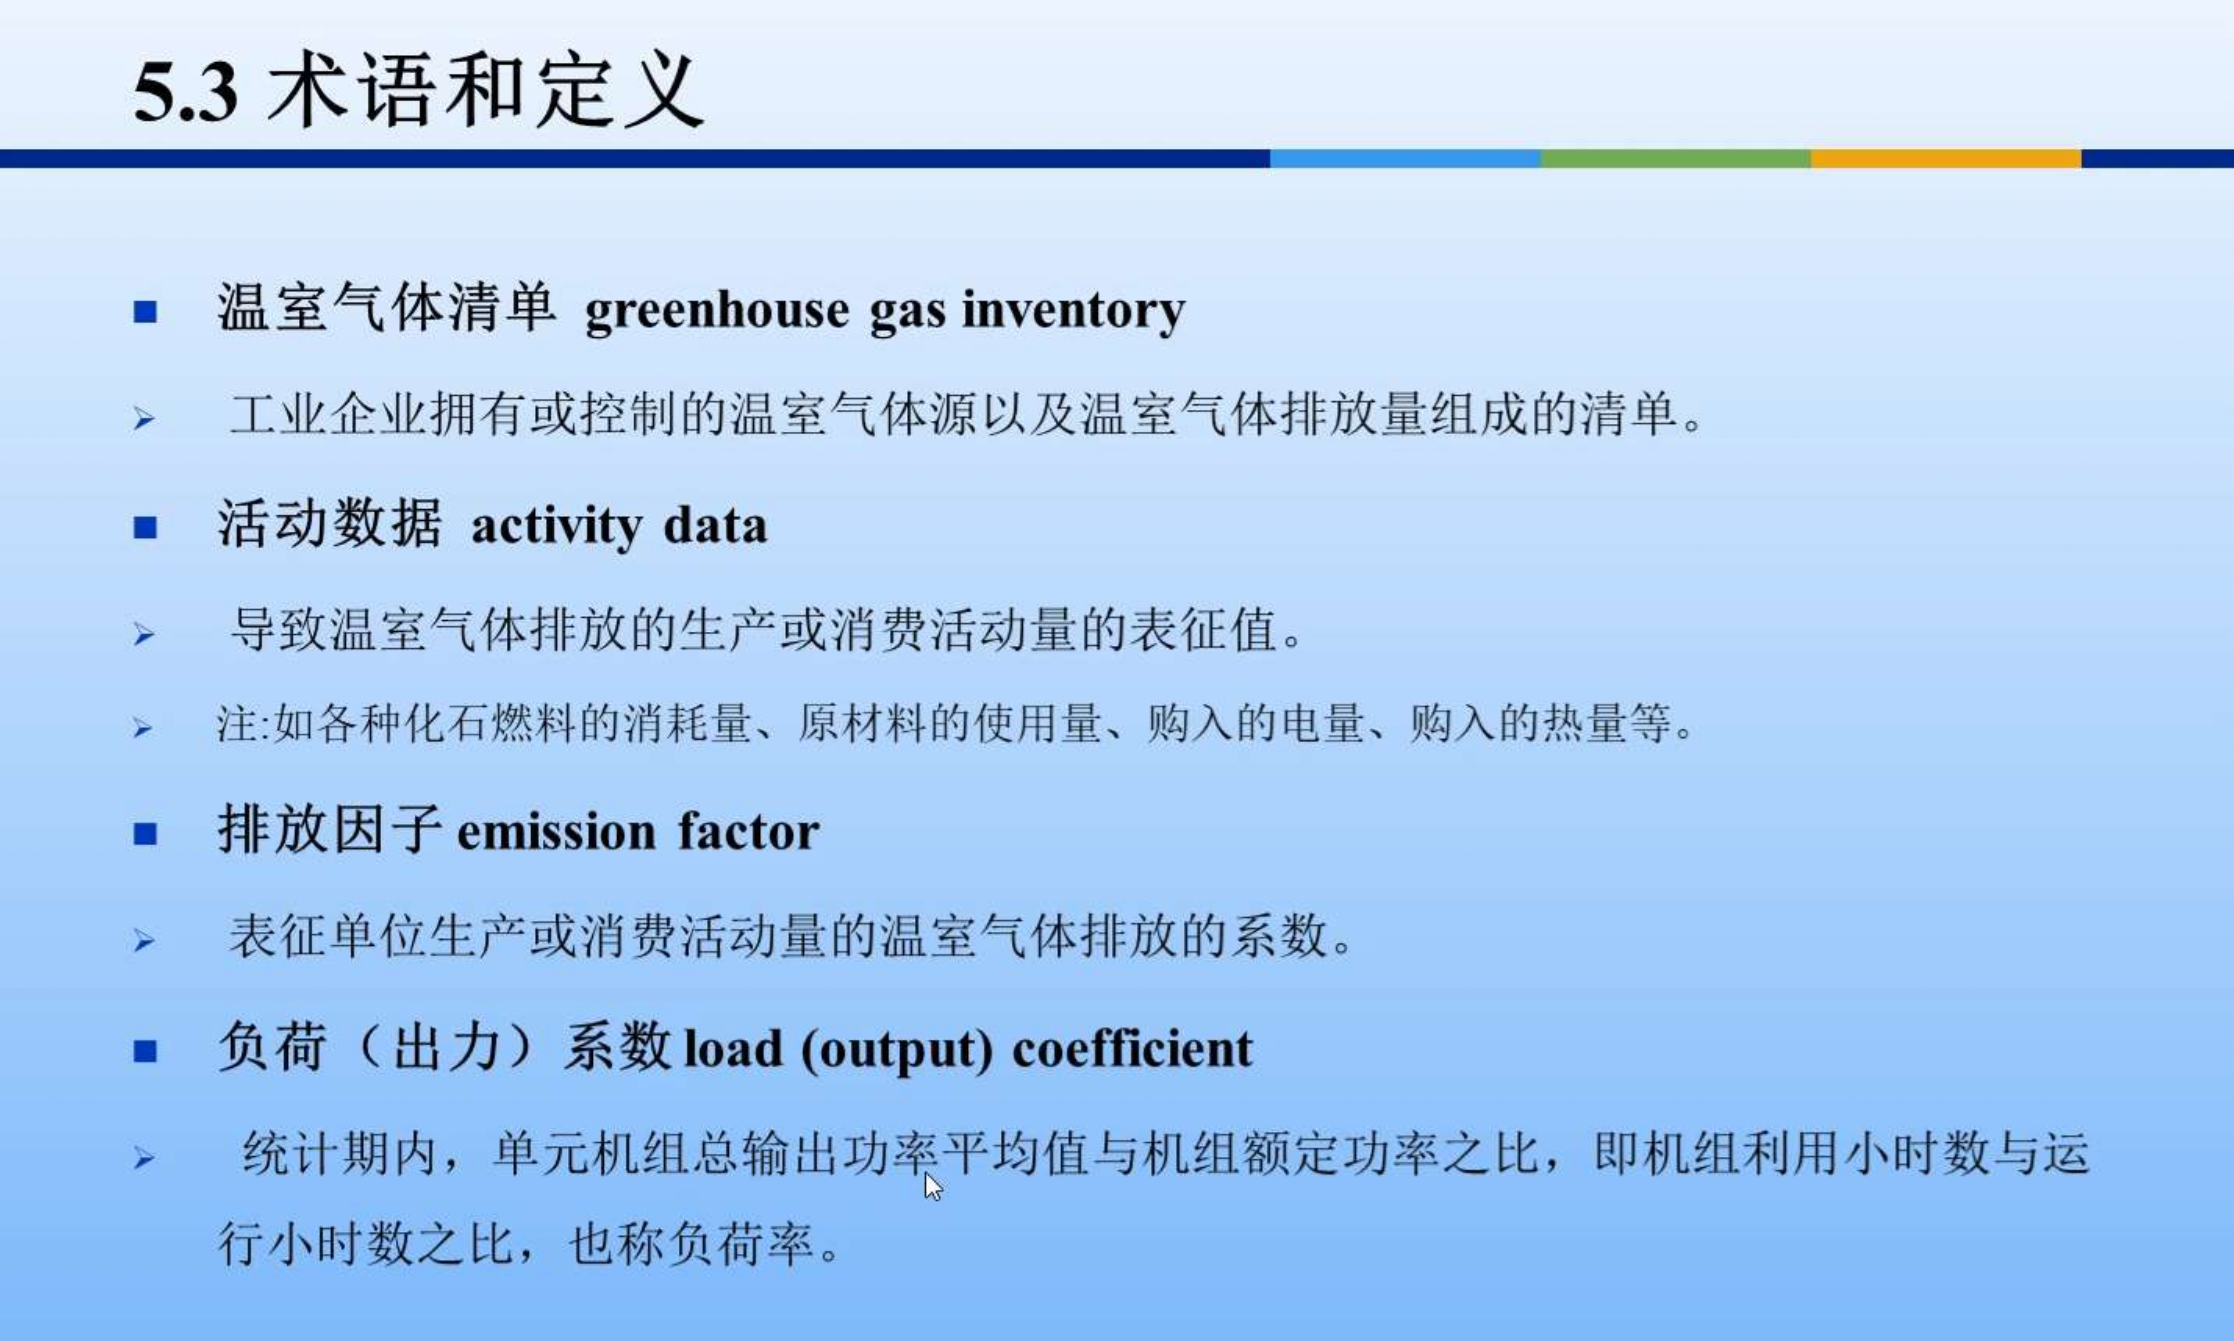 5.3 术语和定义
温室气体清单 greenhouse gas inventory
工业企业拥有或控制的温室气体源以及温室气体排放量组成的清单。
活动数据 activity data
导致温室气体排放的生产或消费活动量的表征值。
注:如各种化石燃料的消耗量、原材料的使用量、购入的电量、购入的热量等。
排放因子 emission factor
表征单位生产或消费活动量的温室气体排放的系数。
负荷（出力）系数 load (output) coefficient
统计期内，单元机组总输出功率平均值与机组额定功率之比，即机组利用小时数与运
行小时数之比，也称负荷率。